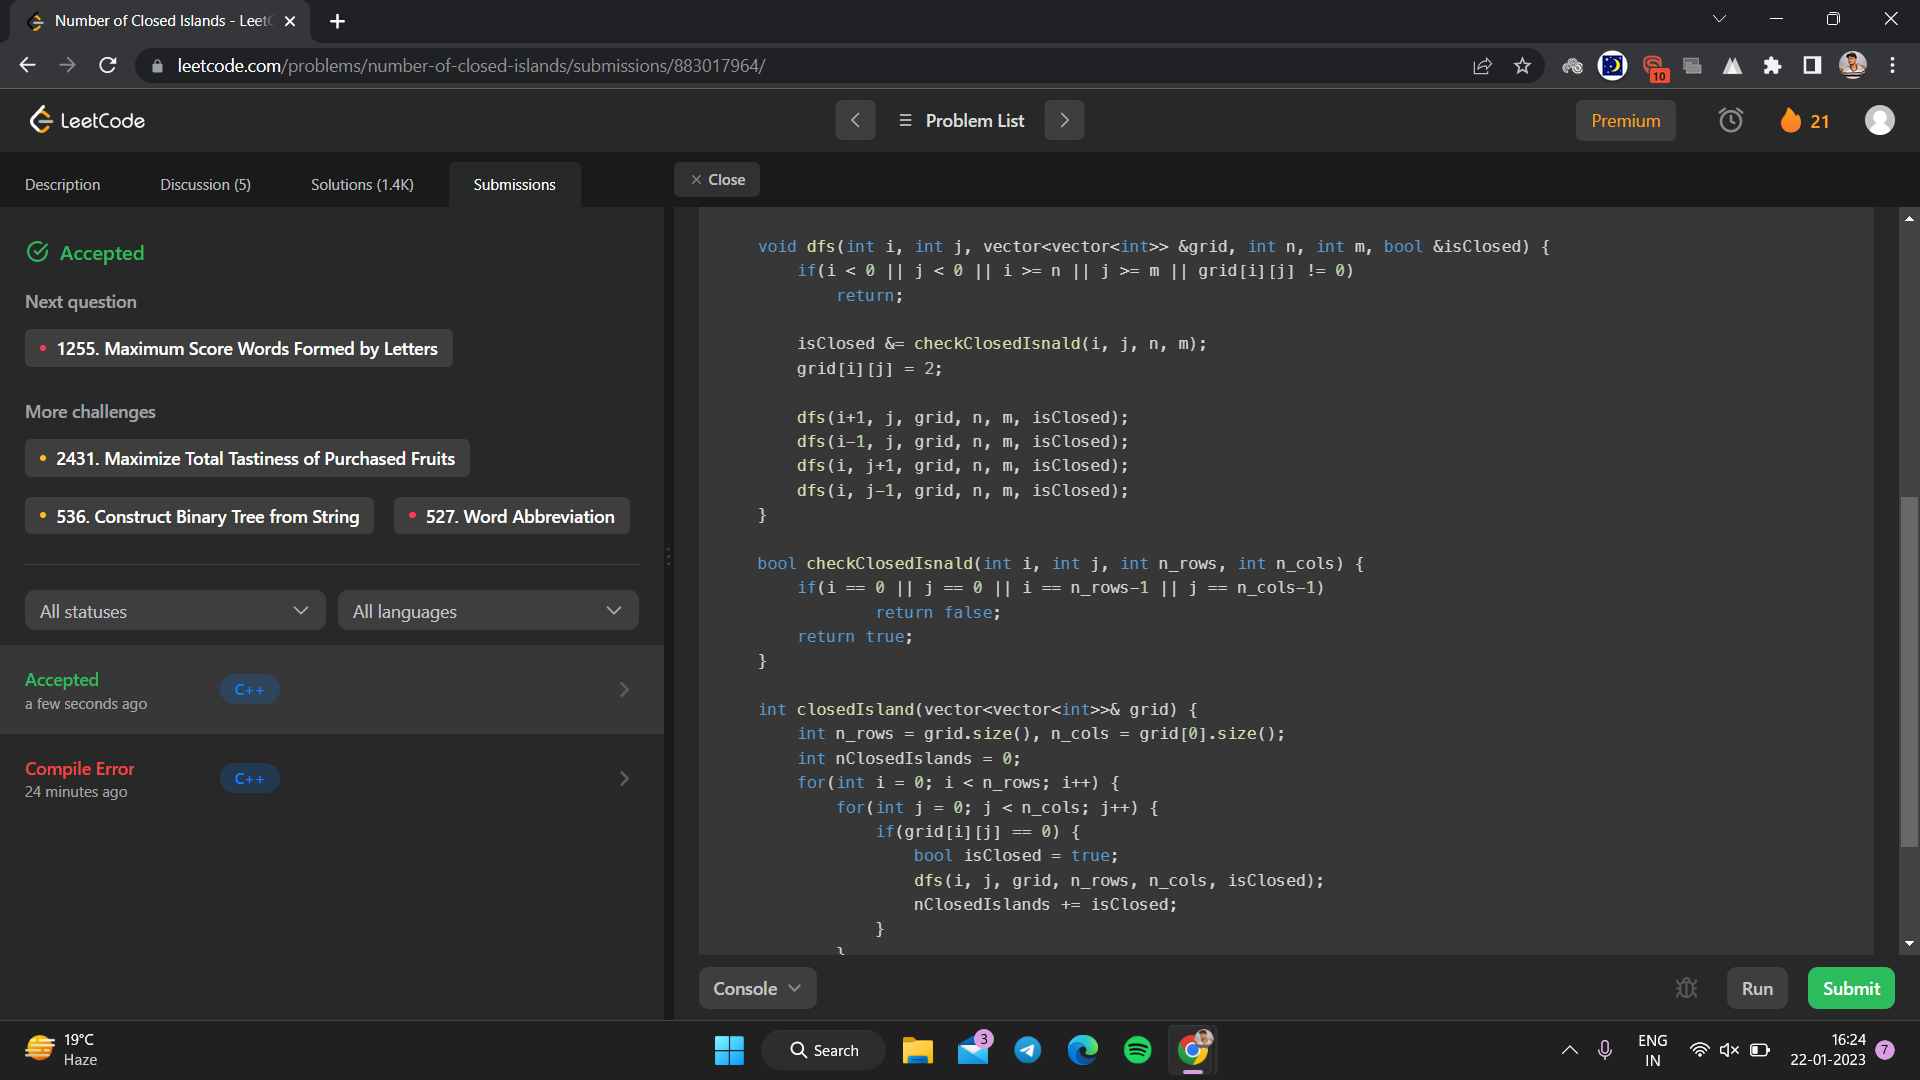 Number of Closed Islands - LeetC
leetcode.com/problems/number-of-closed-islands/submissions/883017964/
10
LeetCode
Problem List
Premium
21
Description
Discussion (5)
Solutions (1.4K)
Submissions
Close
Accepted
Next question
1255. Maximum Score Words Formed by Letters
More challenges
2431. Maximize Total Tastiness of Purchased Fruits
536. Construct Binary Tree from String
527. Word Abbreviation
All statuses
All languages
Accepted
C++
a few seconds ago
Compile Error
C++
24 minutes ago
void dfs(int i, int j, vector<vector<int>> &grid, int n, int m, bool &isClosed) {
if(i < 0 || j < 0 || i >= n || j >= m || grid[i][j] != 0)
return;
isClosed &= checkClosedIsnald(i, j, n, m);
grid[i][j] = 2;
dfs(i+1, j, grid, n, m, isClosed);
dfs(i-1, j, grid, n, m, isClosed);
dfs(i, j+1, grid, n, m, isClosed);
dfs(i, j-1, grid, n, m, isClosed);
}
bool checkClosedIsnald(int i, int j, int n_rows, int n_cols) {
if(i == 0 || j == 0 || i == n_rows-1 || j == n_cols-1)
return false;
return true;
}
int closedIsland(vector<vector<int>>& grid) {
int n_rows = grid.size(), n_cols = grid[0].size();
int nClosedIslands = 0;
for(int i = 0; i < n_rows; i++) {
for(int j = 0; j < n_cols; j++) {
if(grid[i][j] == 0) {
bool isClosed = true;
dfs(i, j, grid, n_rows, n_cols, isClosed);
nClosedIslands += isClosed;
}
}
Console
Run
Submit
19°C
Haze
Search
3
ENG
IN
16:24
22-01-2023
7